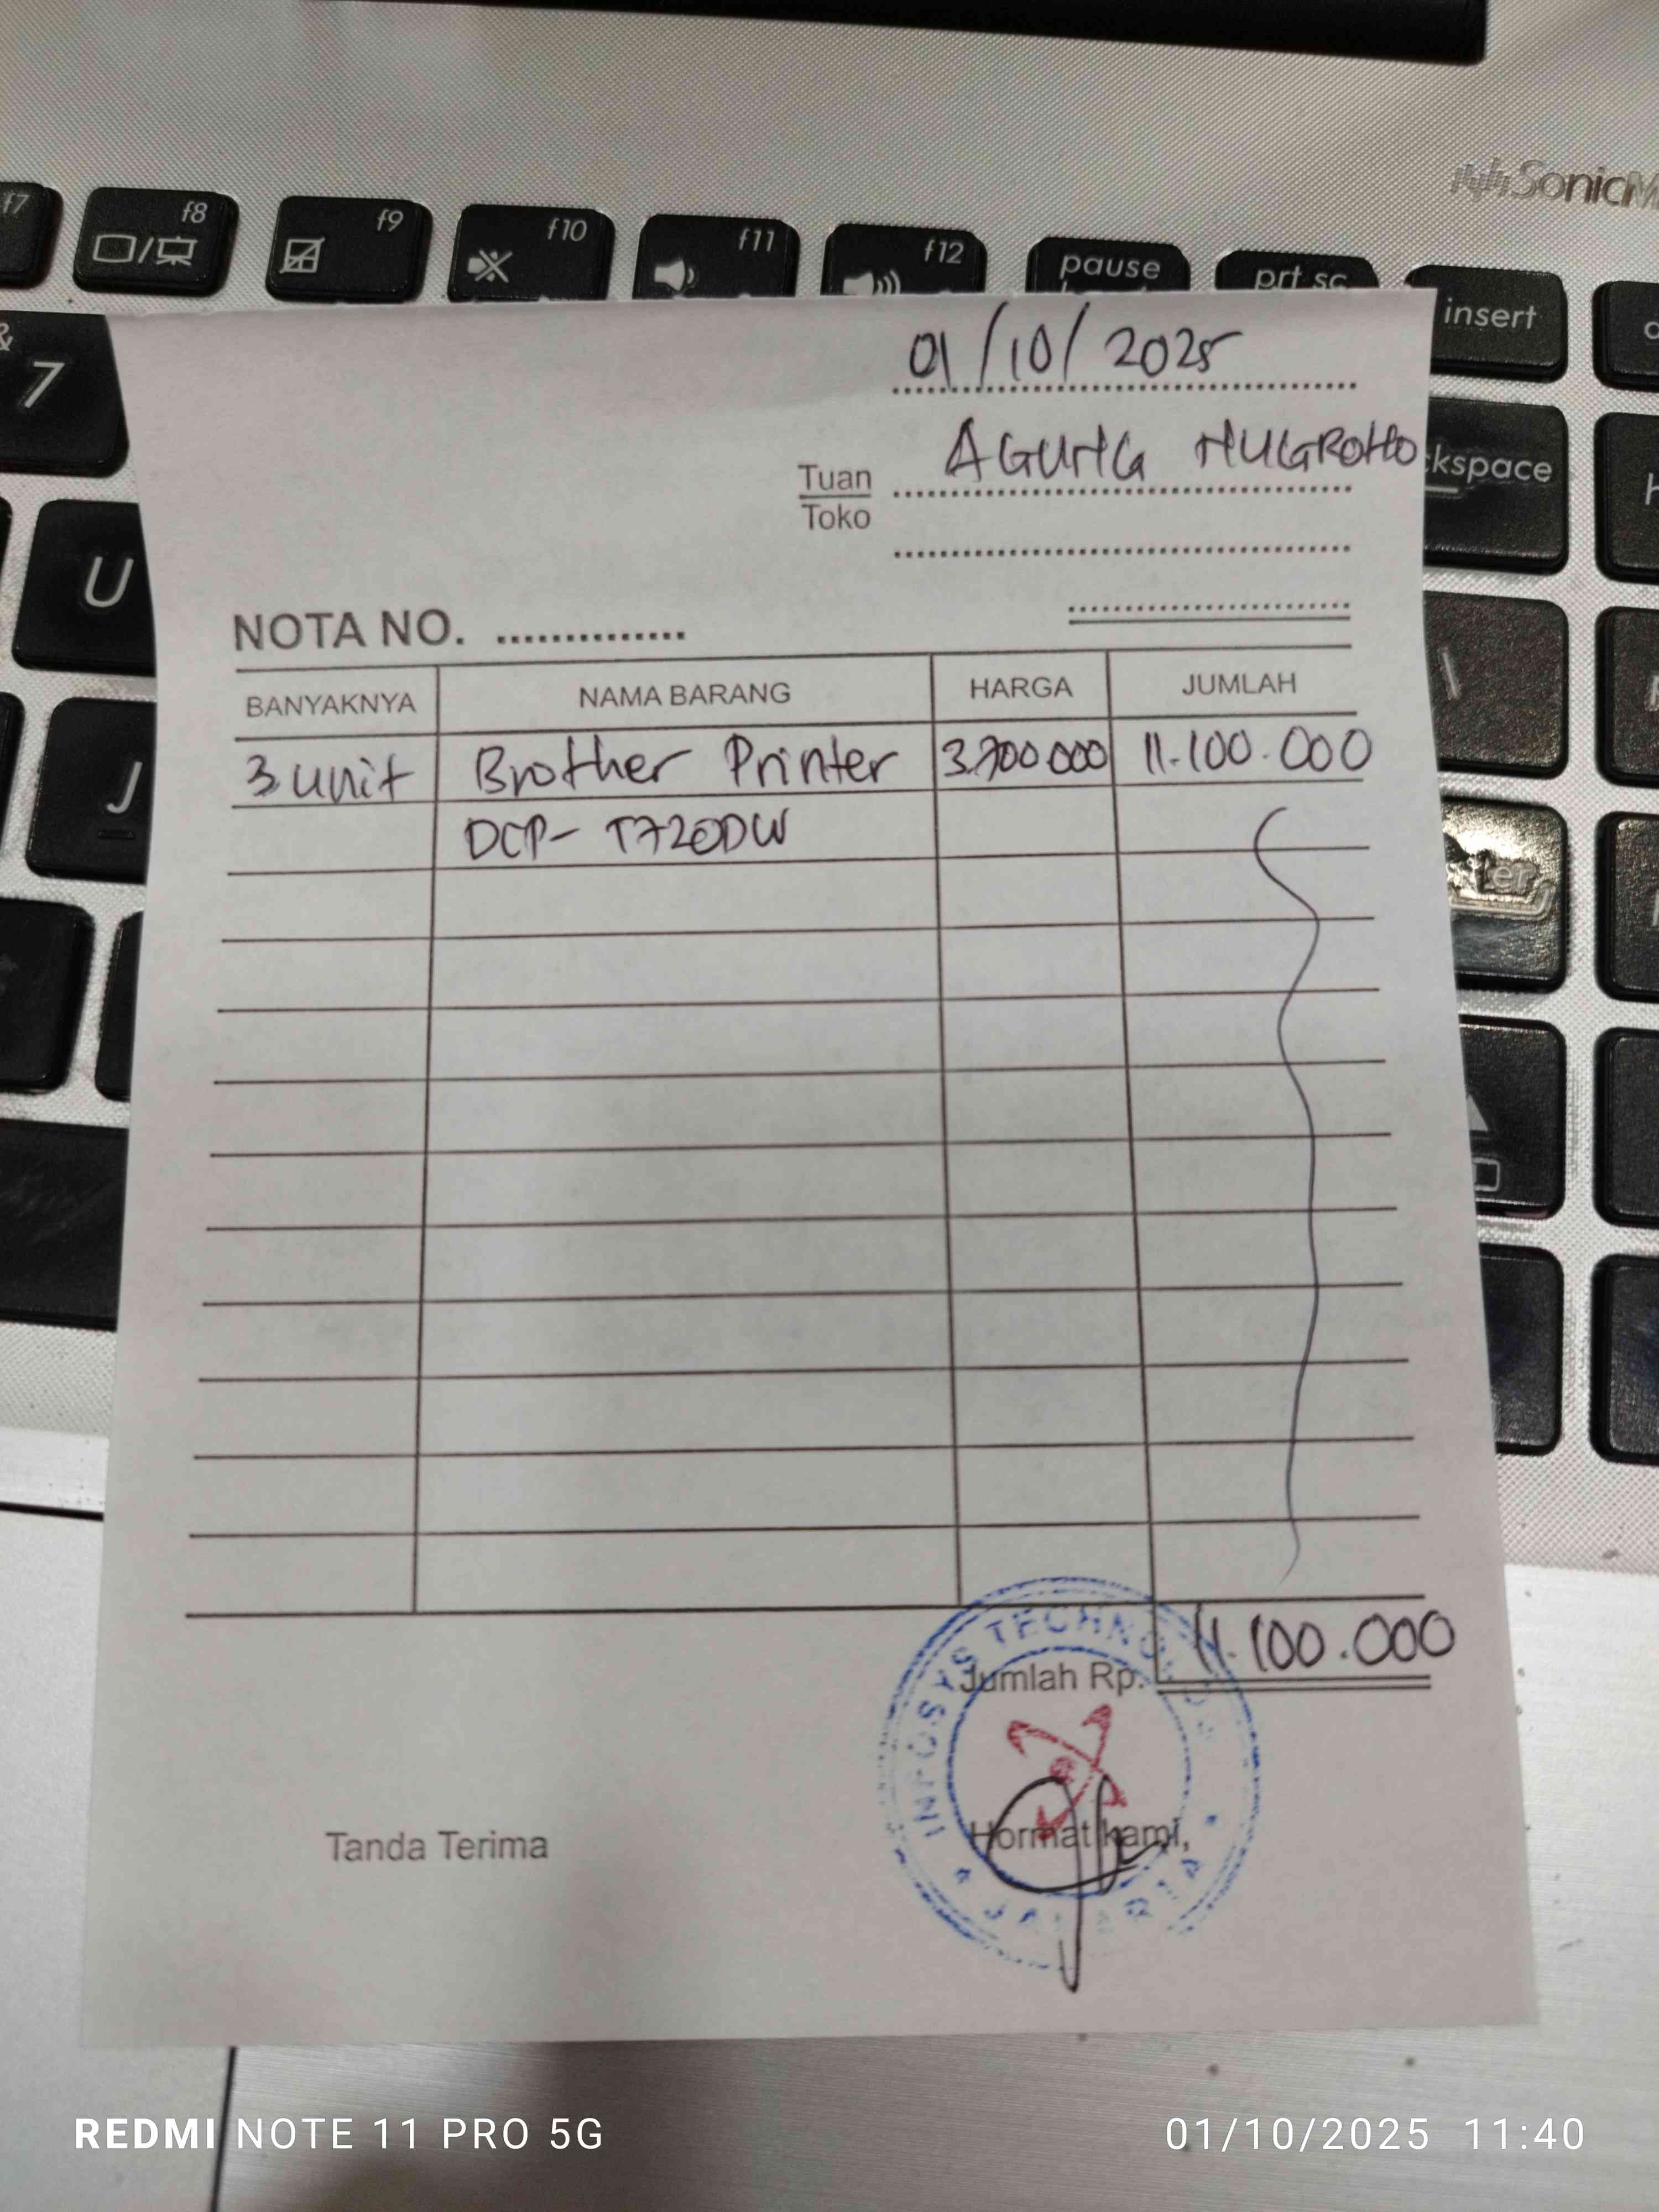 f7 f8 f9 f10 f11 f12 pause prt sc insert
SonicM
& 7
01/10/2025
Tuan AGUNG NUGROHO
Toko
kspace
U
NOTA NO. ..............
BANYAKNYA NAMA BARANG HARGA JUMLAH
3 unit Brother Printer 3.700.000 11.100.000
J
DCP- T720DW
ter
Jumlah Rp. 11.100.000
INFOSYS TECHNOLOGY
JAKARTA
Tanda Terima Hormat kami,
REDMI NOTE 11 PRO 5G 01/10/2025 11:40